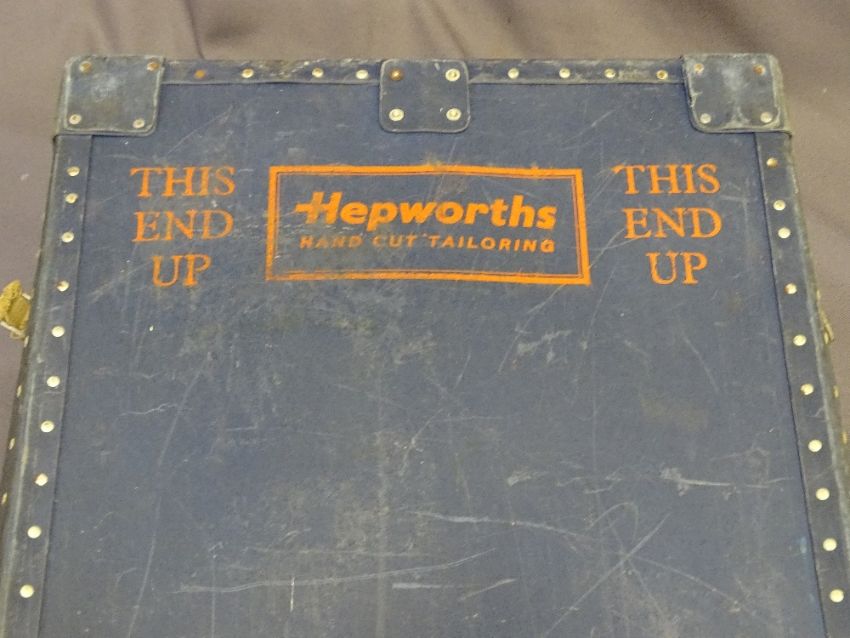 THIS
END
UP
Hepworths
HAND CUT TAILORING
THIS
END
UP